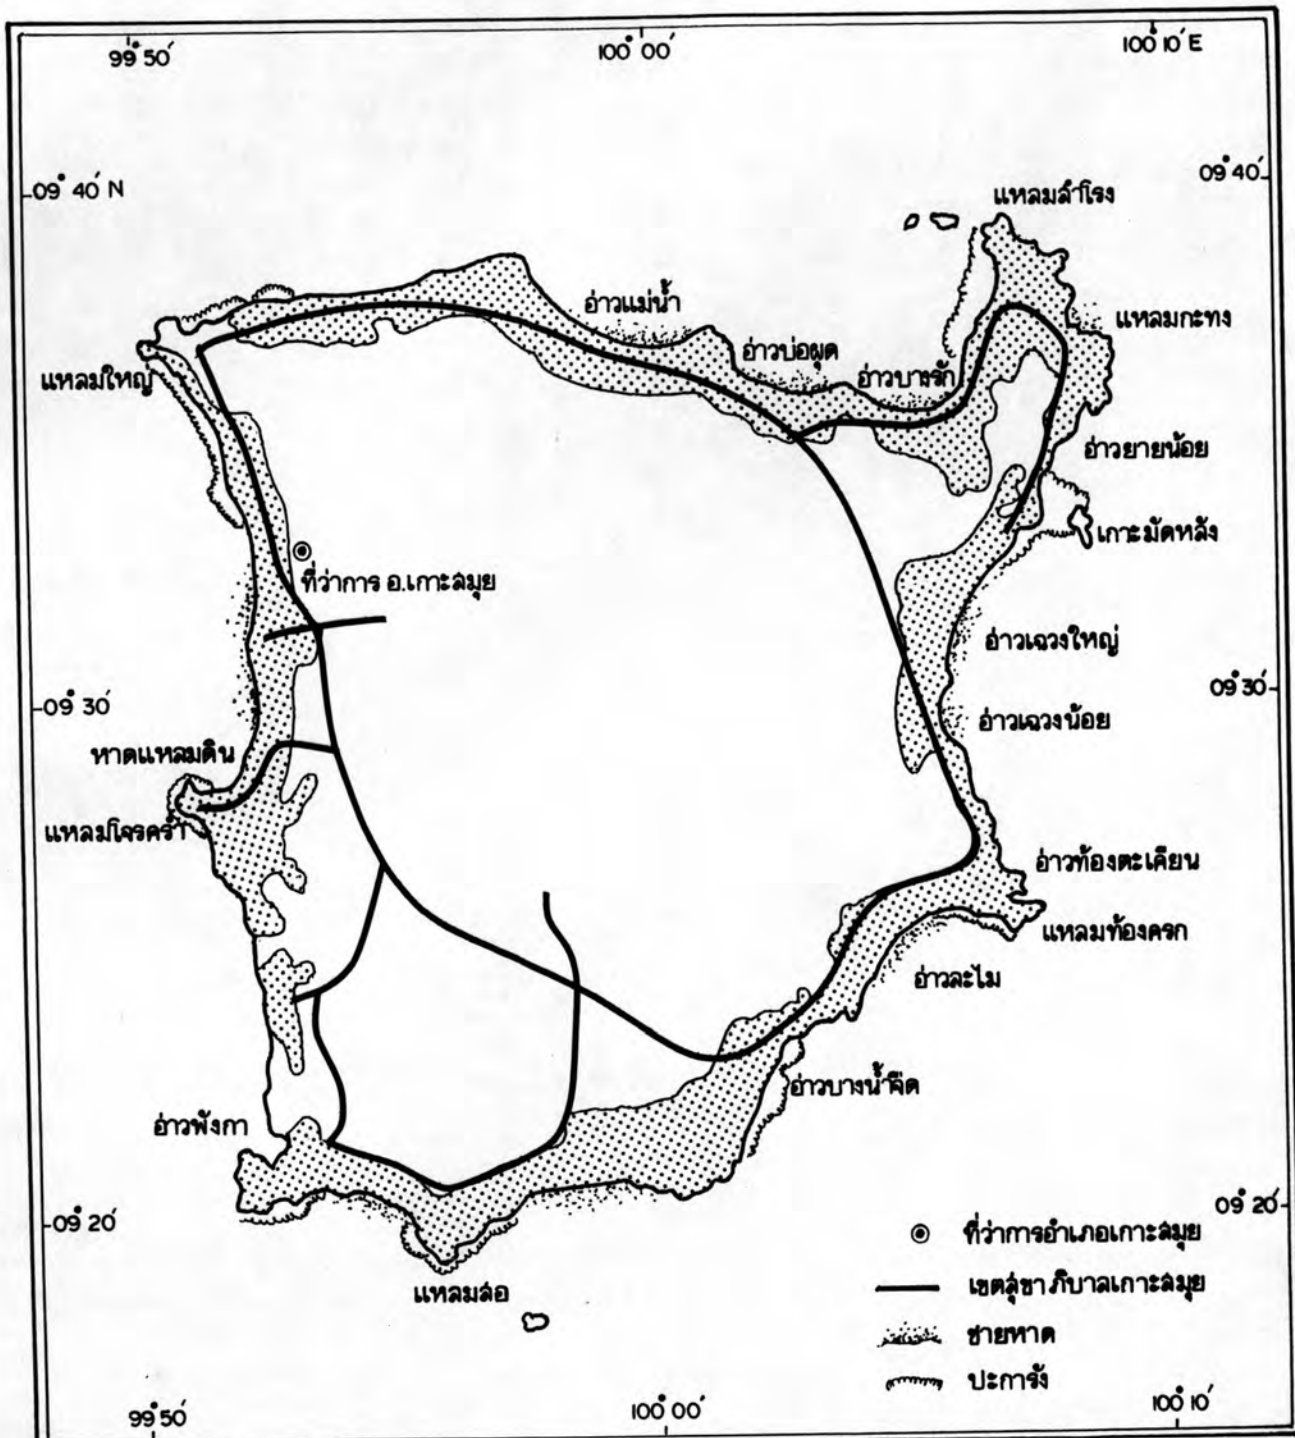 99° 50′
100° 00′
100° 10′ E
09° 40′ N
09° 40′
แหลมสำโรง
อ่าวแม่น้ำ
แหลมกะทง
อ่าวบ่อผุด
แหลมใหญ่
อ่าวบางรัก
อ่าวยายน้อย
เกาะมัดหลัง
ที่ว่าการ อ.เกาะสมุย
อ่าวเฉวงใหญ่
09° 30′
09° 30′
อ่าวเฉวงน้อย
หาดแหลมดิน
แหลมโจรคร่ำ
อ่าวท้องตะเคียน
แหลมท้องครก
อ่าวละไม
อ่าวบางน้ำจืด
อ่าวพังกา
09° 20′
09° 20′
ที่ว่าการอำเภอเกาะสมุย
แหลมส่อ
เขตสุขาภิบาลเกาะสมุย
ชายหาด
ปะการัง
99° 50′
100° 00′
100° 10′